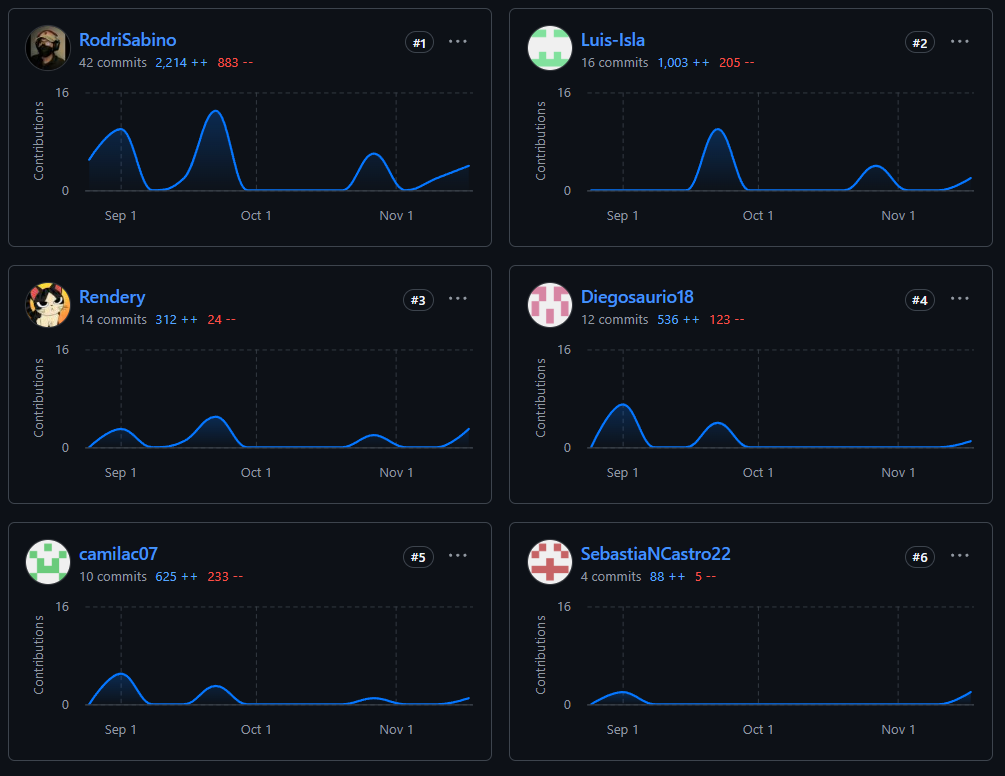 RodriSabino #1 ···
42 commits 2,214 ++ 883 --
Contributions
16
0
Sep 1 Oct 1 Nov 1
Luis-Isla #2 ···
16 commits 1,003 ++ 205 --
Contributions
16
0
Sep 1 Oct 1 Nov 1
Rendery #3 ···
14 commits 312 ++ 24 --
Contributions
16
0
Sep 1 Oct 1 Nov 1
Diegosaurio18 #4 ···
12 commits 536 ++ 123 --
Contributions
16
0
Sep 1 Oct 1 Nov 1
camilac07 #5 ···
10 commits 625 ++ 233 --
Contributions
16
0
Sep 1 Oct 1 Nov 1
SebastiaNCastro22 #6 ···
4 commits 88 ++ 5 --
Contributions
16
0
Sep 1 Oct 1 Nov 1